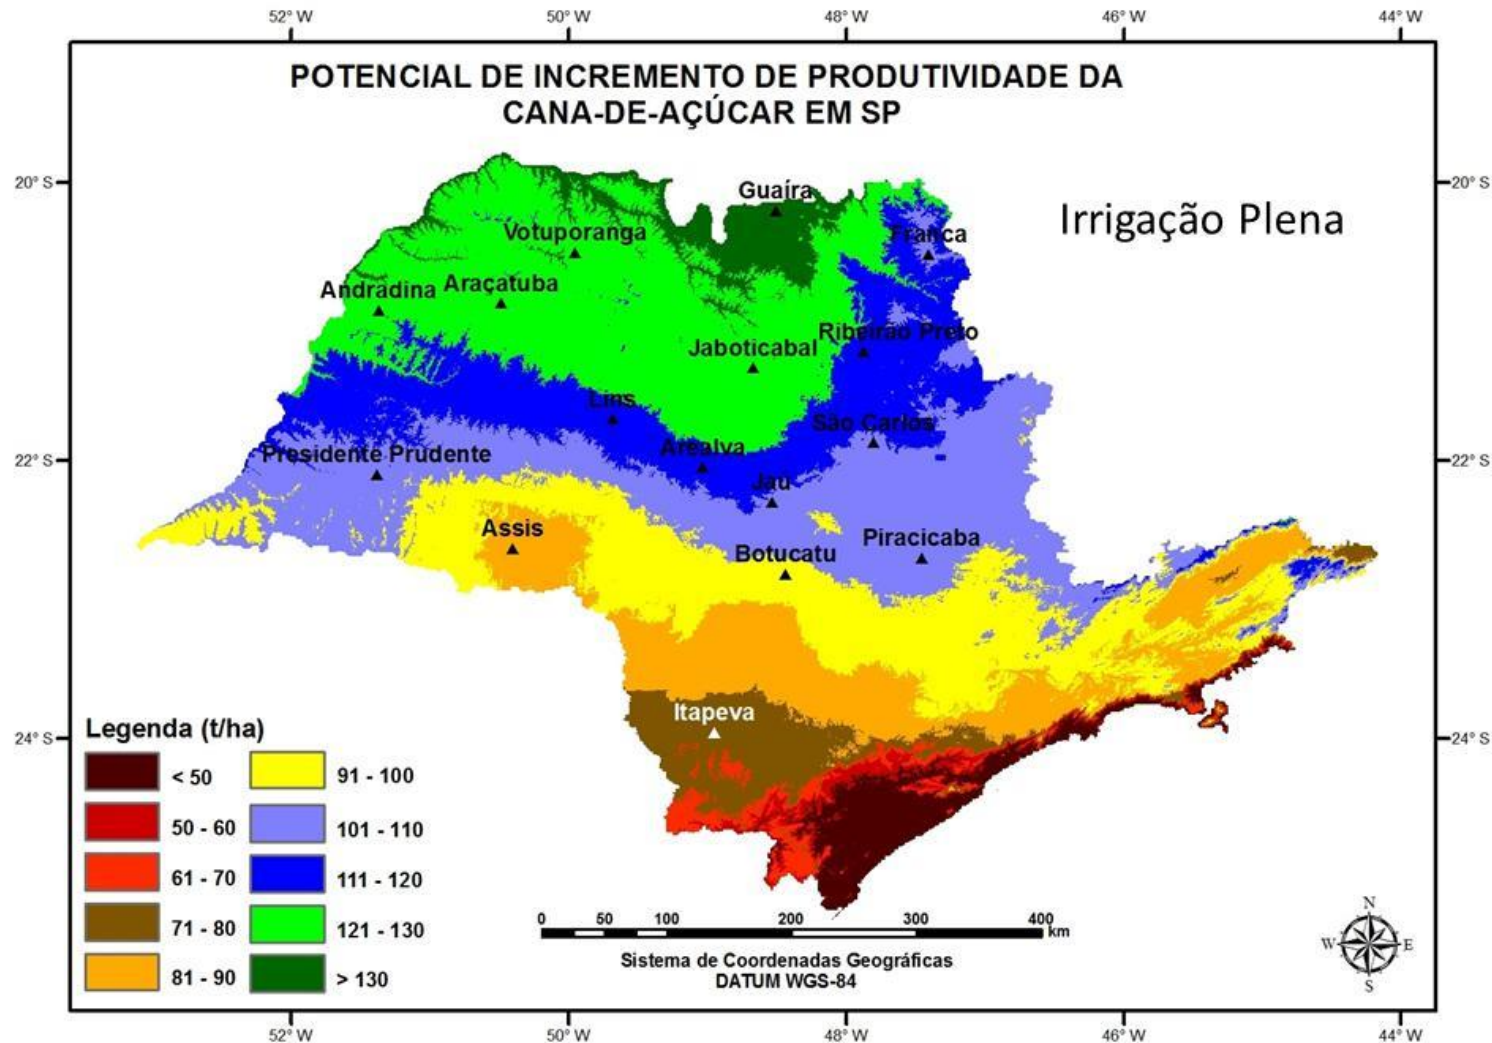 52° W 50° W 48° W 46° W 44° W
POTENCIAL DE INCREMENTO DE PRODUTIVIDADE DA
CANA-DE-AÇÚCAR EM SP
20° S 20° S
Guaíra
Irrigação Plena
Votuporanga
Franca
Andradina
Araçatuba
Ribeirão Preto
Jaboticabal
Lins
São Carlos
Arealva
Presidente Prudente
22° S 22° S
Jaú
Assis
Botucatu
Piracicaba
Itapeva
Legenda (t/ha)
24° S 24° S
< 50 91 - 100
50 - 60 101 - 110
61 - 70 111 - 120
71 - 80 121 - 130
81 - 90 > 130
0 50 100 200 300 400
km
Sistema de Coordenadas Geográficas
DATUM WGS-84
N
W E
S
52° W 50° W 48° W 46° W 44° W